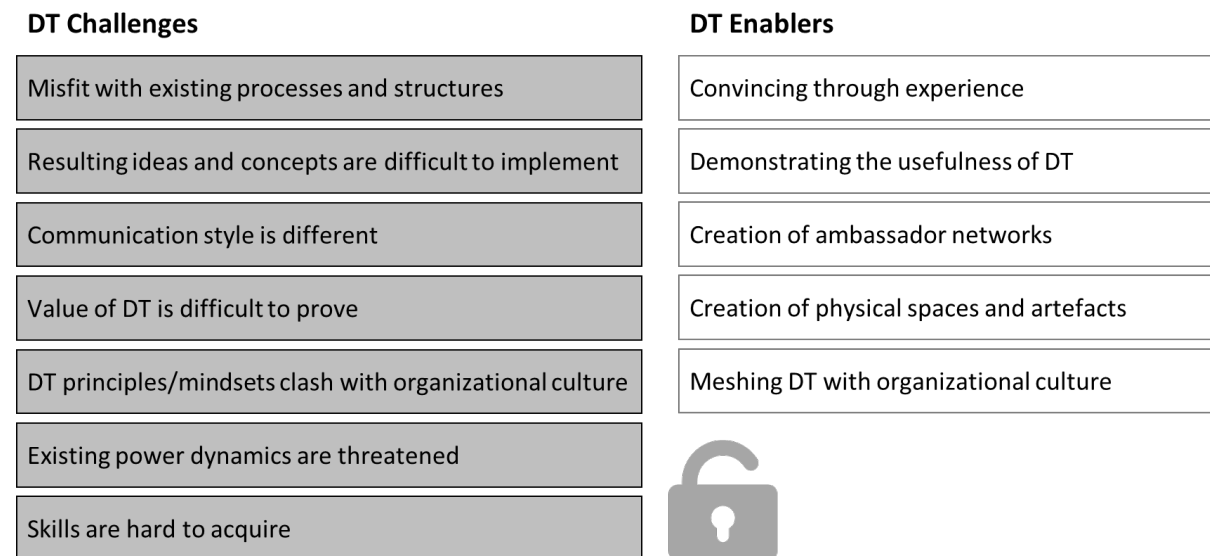 DT Challenges
Misfit with existing processes and structures
Resulting ideas and concepts are difficult to implement
Communication style is different
Value of DT is difficult to prove
DT principles/mindsets clash with organizational culture
Existing power dynamics are threatened
Skills are hard to acquire
DT Enablers
Convincing through experience
Demonstrating the usefulness of DT
Creation of ambassador networks
Creation of physical spaces and artefacts
Meshing DT with organizational culture